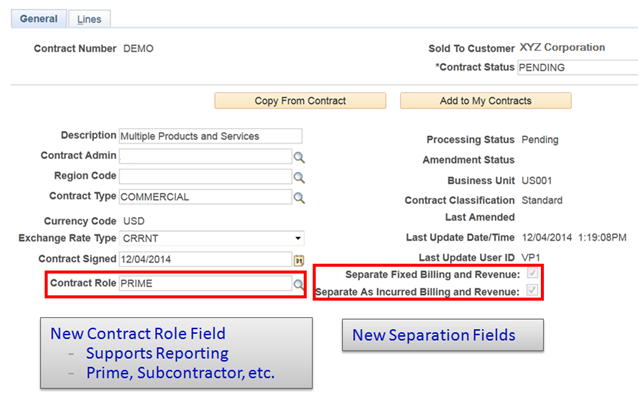 General Lines
Contract Number DEMO Sold To Customer XYZ Corporation
*Contract Status PENDING
Copy From Contract Add to My Contracts
Description Multiple Products and Services Processing Status Pending
Contract Admin Amendment Status
Region Code Business Unit US001
Contract Type COMMERCIAL Contract Classification Standard
Currency Code USD Last Amended
Exchange Rate Type CRRNT Last Update Date/Time 12/04/2014 1:19:08PM
Contract Signed 12/04/2014 Last Update User ID VP1
Contract Role PRIME Separate Fixed Billing and Revenue:
Separate As Incurred Billing and Revenue:
New Contract Role Field
- Supports Reporting
- Prime, Subcontractor, etc.
New Separation Fields